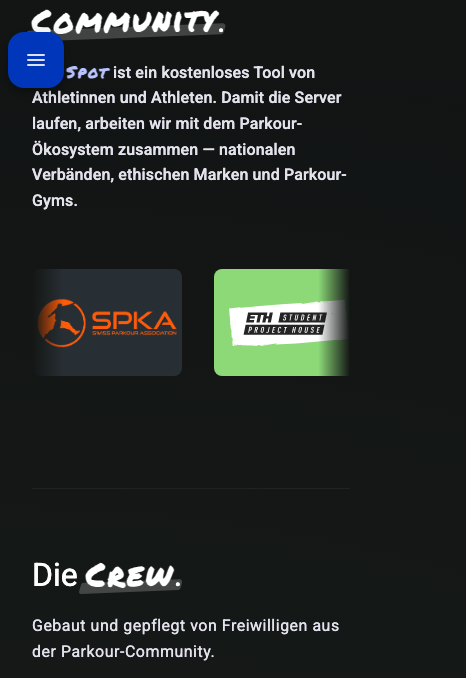 Community.
Spot ist ein kostenloses Tool von
Athletinnen und Athleten. Damit die Server
laufen, arbeiten wir mit dem Parkour-
Ökosystem zusammen — nationalen
Verbänden, ethischen Marken und Parkour-
Gyms.
SPKA
SWISS PARKOUR ASSOCIATION
ETH STUDENT
PROJECT HOUSE
Die Crew.
Gebaut und gepflegt von Freiwilligen aus
der Parkour-Community.